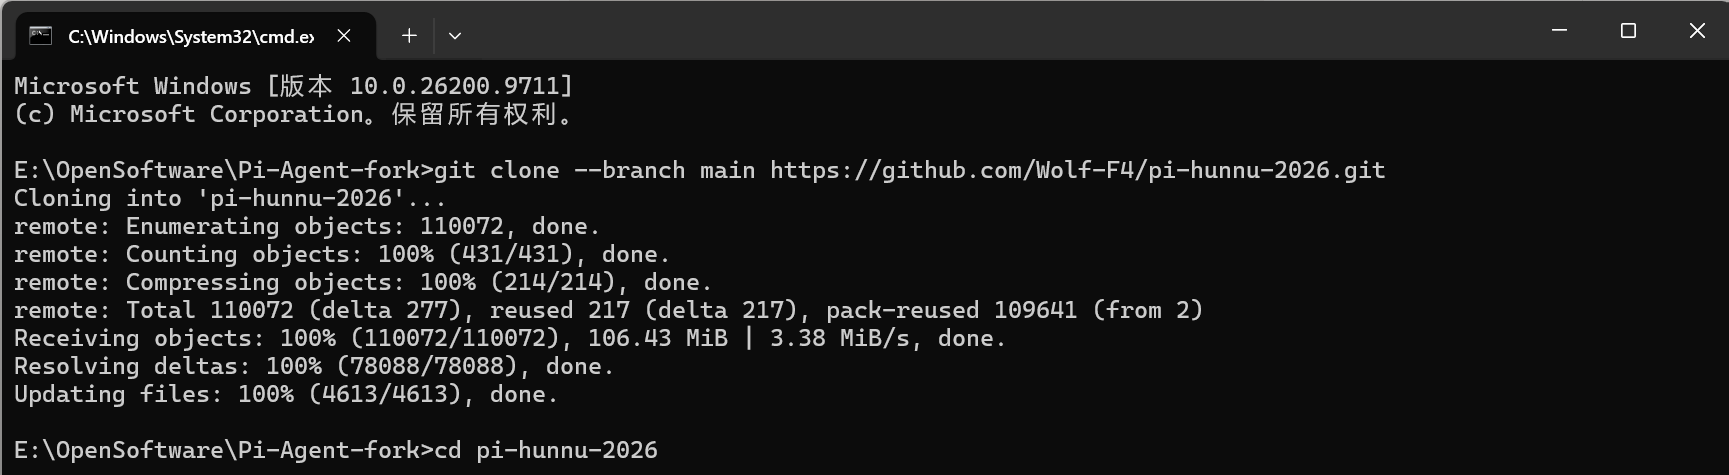 C:\Windows\System32\cmd.ex
Microsoft Windows [版本 10.0.26200.9711]
(c) Microsoft Corporation。保留所有权利。
E:\OpenSoftware\Pi-Agent-fork>git clone --branch main https://github.com/Wolf-F4/pi-hunnu-2026.git
Cloning into 'pi-hunnu-2026'...
remote: Enumerating objects: 110072, done.
remote: Counting objects: 100% (431/431), done.
remote: Compressing objects: 100% (214/214), done.
remote: Total 110072 (delta 277), reused 217 (delta 217), pack-reused 109641 (from 2)
Receiving objects: 100% (110072/110072), 106.43 MiB | 3.38 MiB/s, done.
Resolving deltas: 100% (78088/78088), done.
Updating files: 100% (4613/4613), done.
E:\OpenSoftware\Pi-Agent-fork>cd pi-hunnu-2026